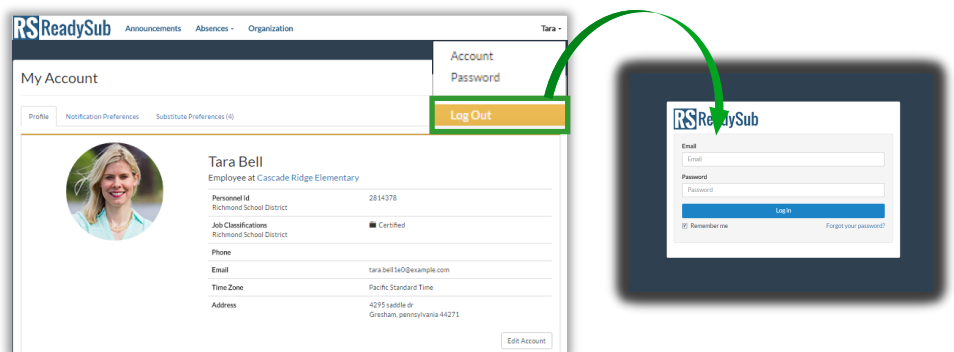 RS ReadySub Announcements Absences Organization Tara
Account
Password
Log Out
My Account
Profile Notification Preferences Substitute Preferences (4)
Tara Bell
Employee at Cascade Ridge Elementary
Personnel Id 2814378
Richmond School District
Job Classifications Certified
Richmond School District
Phone
Email tara.bell1e0@example.com
Time Zone Pacific Standard Time
Address 4295 saddle dr
Gresham, pennsylvania 44271
Edit Account
RS ReadySub
Email
Email
Password
Password
Log in
Remember me Forgot your password?